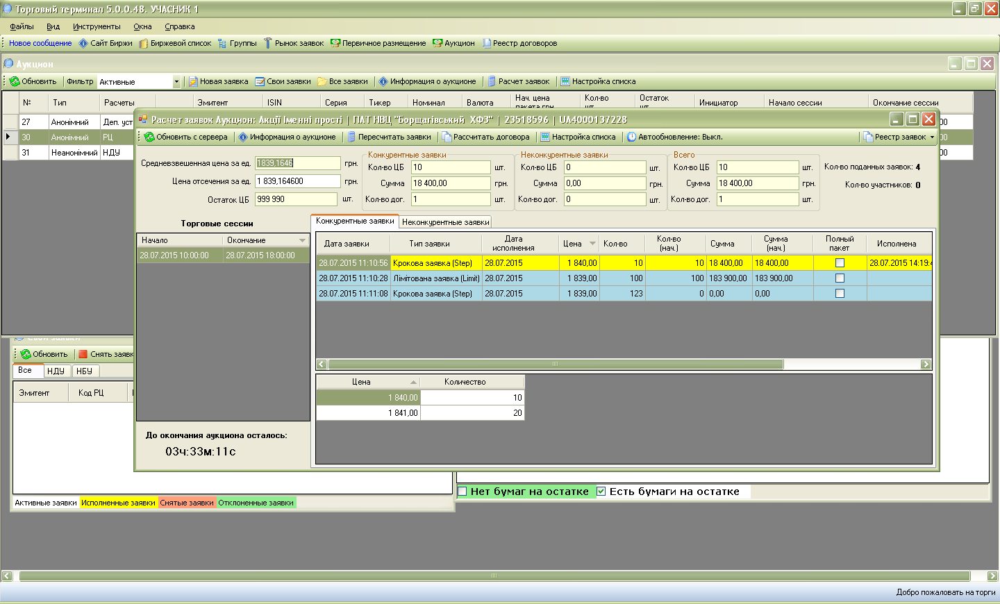 Торговый терминал 5.0.0.48. УЧАСНИК 1
Файлы Вид Инструменты Окна Справка
Новое сообщение Сайт Биржи Биржевой список Группы Рынок заявок Первичное размещение Аукцион Реестр договоров
Аукцион
Обновить Фильтр Активные Новая заявка Свои заявки Все заявки Информация о аукционе Расчет заявок Настройка списка
№ Тип Расчеты Эмитент ISIN Серия Тикер Номинал Валюта Нач. цена Кол-во Остаток Инициатор Начало сессии Окончание сессии
27 Анонімний Деп. уст 00
30 Анонімний РЦ 00
31 Неанонімний НДУ 00
Расчет заявок Аукцион: Акції Іменні прості | ПАТ НВЦ "Борщагівський ХФЗ" | 23518596 | UA4000137228
Обновить с сервера Информация о аукционе Пересчитать заявки Рассчитать договора Настройка списка Автообновление: Выкл. Реестр заявок
Средневзвешенная цена за ед. 1839,1646 грн.
Цена отсечения за ед. 1 839,164600 грн.
Остаток ЦБ 999 990 шт.
Конкурентные заявки
Кол-во ЦБ 10 шт.
Сумма 18 400,00 грн.
Кол-во дог. 1 шт.
Неконкурентные заявки
Кол-во ЦБ 0 шт.
Сумма 0,00 грн.
Кол-во дог. 0 шт.
Всего
Кол-во ЦБ 10 шт.
Сумма 18 400,00 грн.
Кол-во дог. 1 шт.
Кол-во поданных заявок: 4
Кол-во участников: 0
Торговые сессии
Начало Окончание
28.07.2015 10:00:00 28.07.2015 18:00:00
Конкурентные заявки Неконкурентные заявки
Дата заявки Тип заявки Дата исполнения Цена Кол-во Кол-во (нач.) Сумма Сумма (нач.) Полный пакет Исполнена
28.07.2015 11:10:56 Крокова заявка (Step) 28.07.2015 1 840,00 10 10 18 400,00 18 400,00 28.07.2015 14:19:4
28.07.2015 11:10:28 Лімітована заявка (Limit) 28.07.2015 1 839,00 100 100 183 900,00 183 900,00
28.07.2015 11:11:08 Крокова заявка (Step) 28.07.2015 1 839,00 123 0 0,00 0,00
Цена Количество
1 840,00 10
1 841,00 20
До окончания аукциона осталось:
03ч:33м:11с
Обновить Снять заявк
Все НДУ НБУ
Эмитент Код РЦ
Активные заявки Исполненные заявки Снятые заявки Отклоненные заявки
Нет бумаг на остатке Есть бумаги на остатке
Добро пожаловать на торги